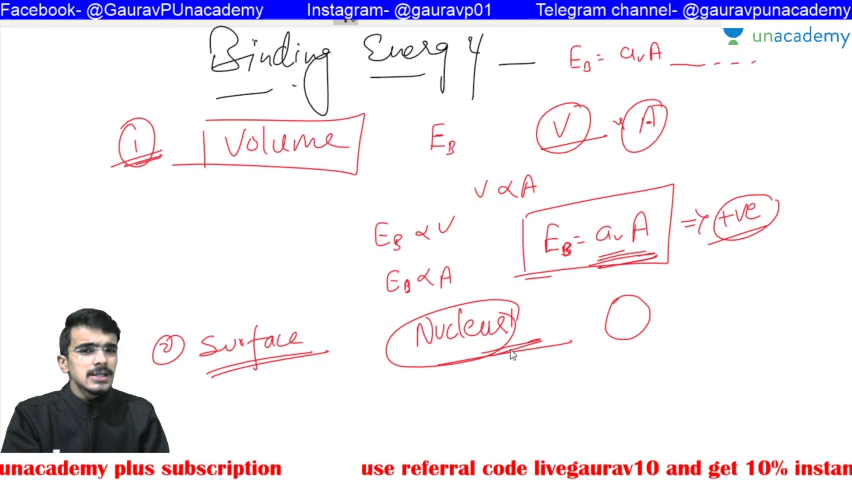 Facebook- @GauravPUnacademy Instagram- @gauravp01 Telegram channel- @gauravpunacademy
unacademy
Binding Energy — E_B = a_v A _ _ - - -
① Volume E_B V ∝ A
V ∝ A
E_B ∝ V E_B = a_v A ⇒ +ve
E_B ∝ A
② Surface Nucleus
unacademy plus subscription use referral code livegaurav10 and get 10% instan